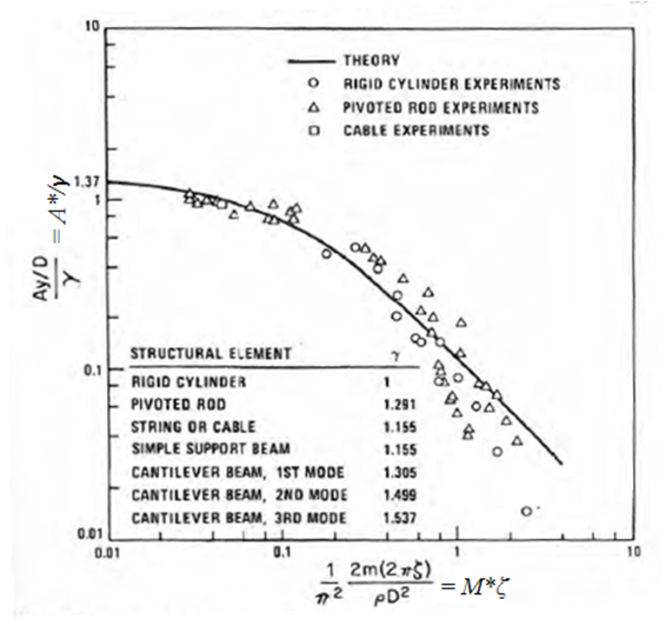 10
THEORY
RIGID CYLINDER EXPERIMENTS
PIVOTED ROD EXPERIMENTS
CABLE EXPERIMENTS
1.37
1
Ay/D / γ = A*/γ
0.1
STRUCTURAL ELEMENT γ
RIGID CYLINDER 1
PIVOTED ROD 1.291
STRING OR CABLE 1.155
SIMPLE SUPPORT BEAM 1.155
CANTILEVER BEAM, 1ST MODE 1.305
CANTILEVER BEAM, 2ND MODE 1.499
CANTILEVER BEAM, 3RD MODE 1.537
0.01
0.01 0.1 1 10
1/π² 2m(2πζ)/ρD² = M*ζ